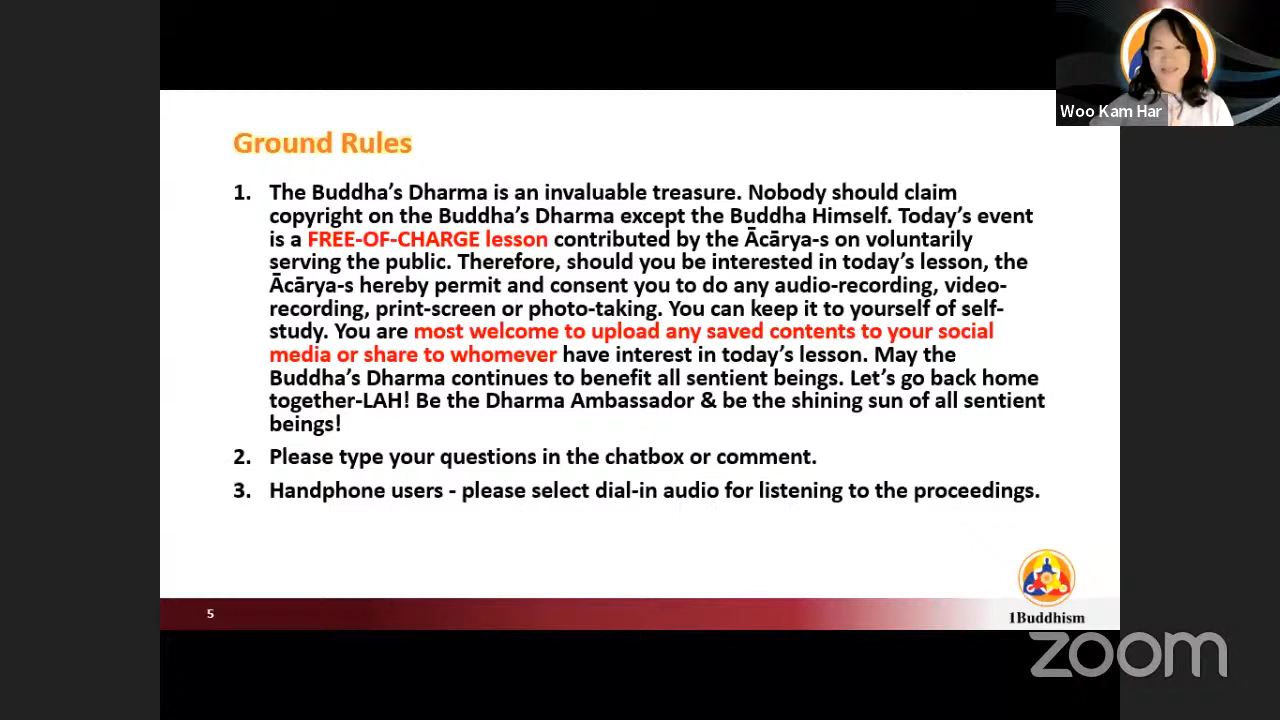 Woo Kam Har
Ground Rules
1. The Buddha's Dharma is an invaluable treasure. Nobody should claim
copyright on the Buddha's Dharma except the Buddha Himself. Today's event
is a FREE-OF-CHARGE lesson contributed by the Ācārya-s on voluntarily
serving the public. Therefore, should you be interested in today's lesson, the
Ācārya-s hereby permit and consent you to do any audio-recording, video-
recording, print-screen or photo-taking. You can keep it to yourself of self-
study. You are most welcome to upload any saved contents to your social
media or share to whomever have interest in today's lesson. May the
Buddha's Dharma continues to benefit all sentient beings. Let's go back home
together-LAH! Be the Dharma Ambassador & be the shining sun of all sentient
beings!
2. Please type your questions in the chatbox or comment.
3. Handphone users - please select dial-in audio for listening to the proceedings.
5
1Buddhism
zoom